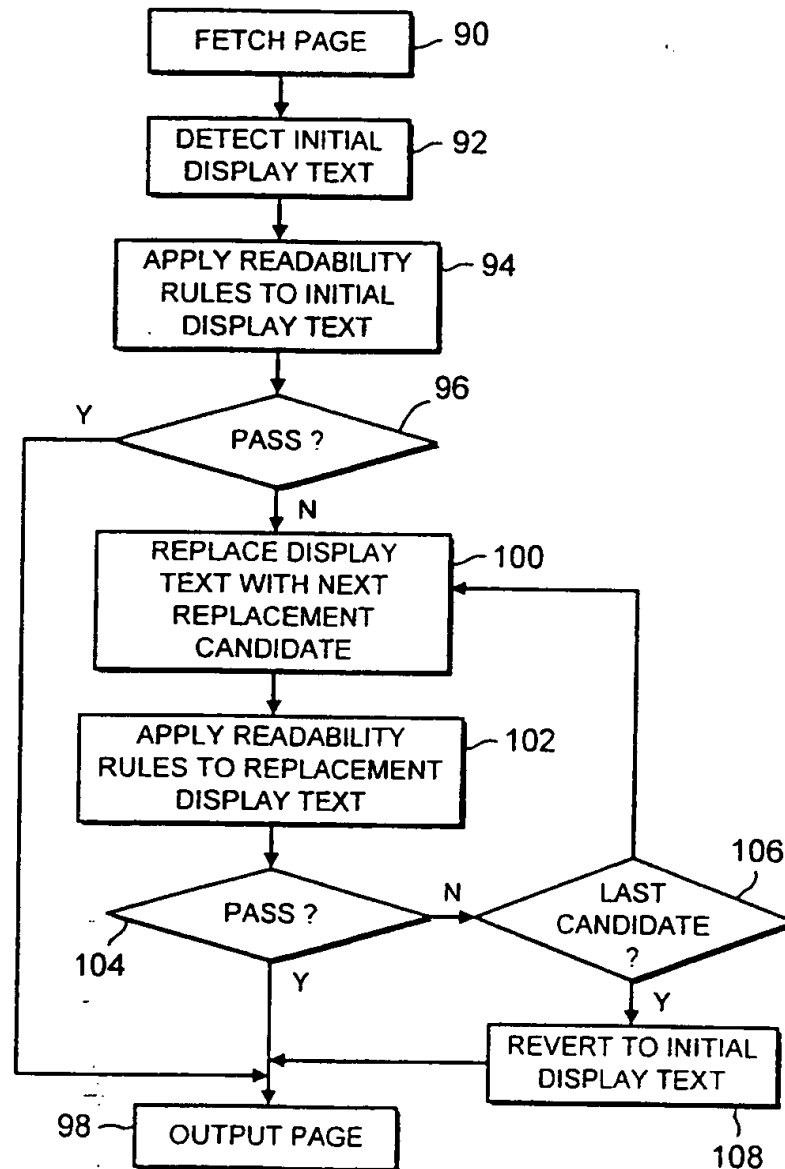 FETCH PAGE
90
DETECT INITIAL
DISPLAY TEXT
92
APPLY READABILITY
RULES TO INITIAL
DISPLAY TEXT
94
96
Y
PASS ?
N
REPLACE DISPLAY
TEXT WITH NEXT
REPLACEMENT
CANDIDATE
100
APPLY READABILITY
RULES TO REPLACEMENT
DISPLAY TEXT
102
PASS ?
104
N
Y
LAST
CANDIDATE
?
106
Y
REVERT TO INITIAL
DISPLAY TEXT
108
98
OUTPUT PAGE